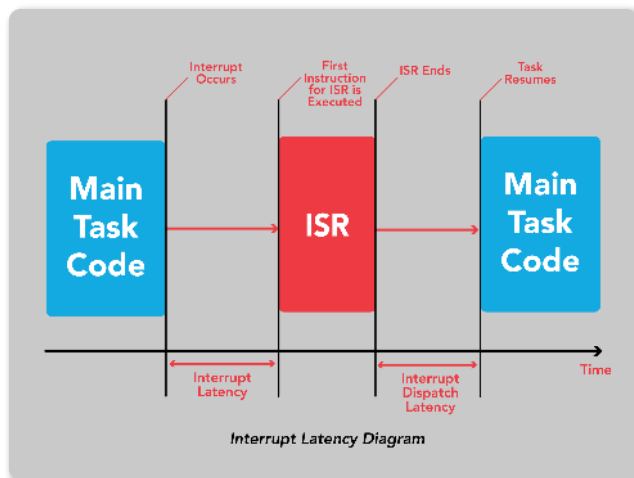 Interrupt
Occurs
First
Instruction
for ISR is
Executed
ISR Ends
Task
Resumes
Main
Task
Code
ISR
Main
Task
Code
Time
Interrupt
Latency
Interrupt
Dispatch
Latency
Interrupt Latency Diagram